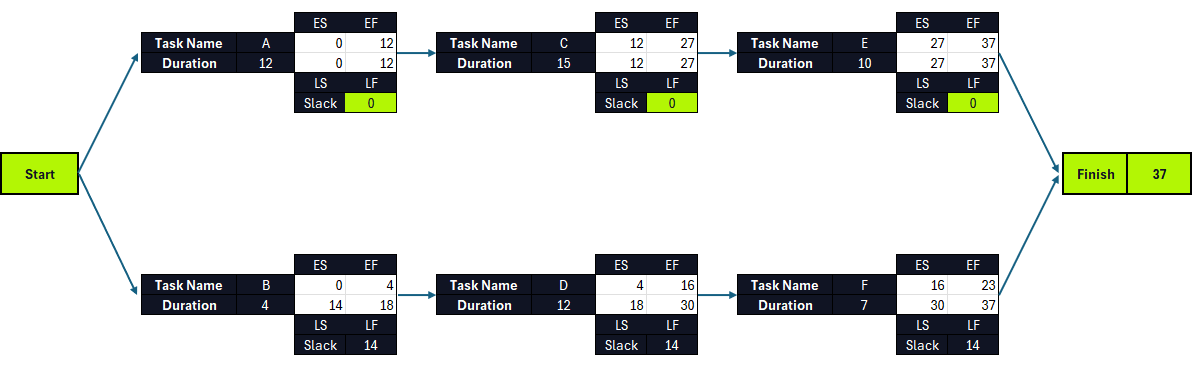 ES EF ES EF ES EF
Task Name A 0 12 Task Name C 12 27 Task Name E 27 37
Duration 12 0 12 Duration 15 12 27 Duration 10 27 37
LS LF LS LF LS LF
Slack 0 Slack 0 Slack 0
Start Finish 37
ES EF ES EF ES EF
Task Name B 0 4 Task Name D 4 16 Task Name F 16 23
Duration 4 14 18 Duration 12 18 30 Duration 7 30 37
LS LF LS LF LS LF
Slack 14 Slack 14 Slack 14